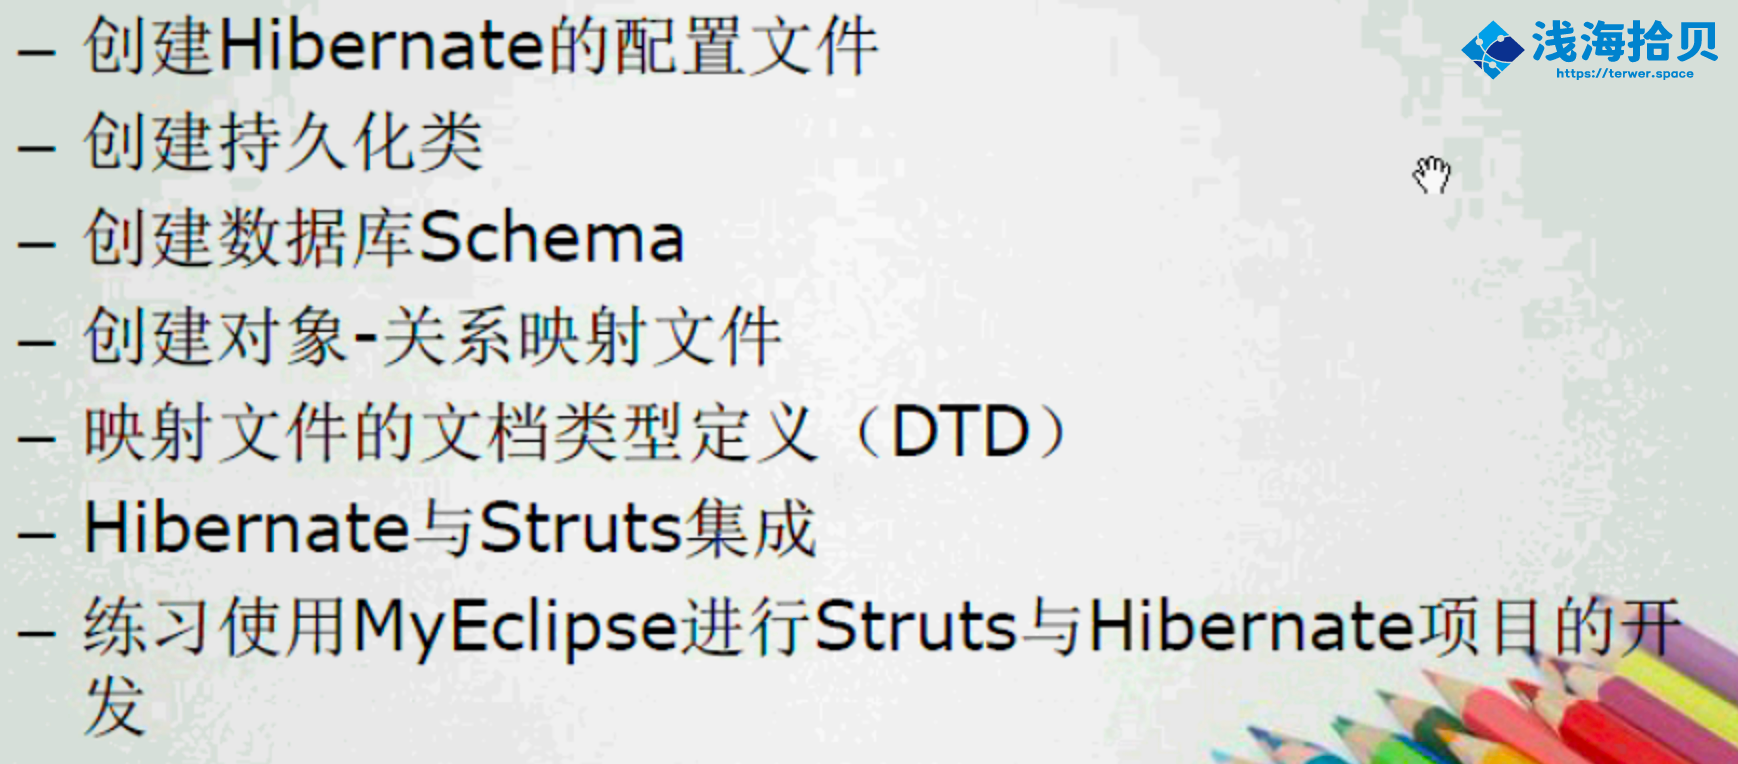 – 创建Hibernate的配置文件
浅海拾贝
https://terwer.space
– 创建持久化类
– 创建数据库Schema
– 创建对象-关系映射文件
– 映射文件的文档类型定义（DTD）
– Hibernate与Struts集成
– 练习使用MyEclipse进行Struts与Hibernate项目的开
发